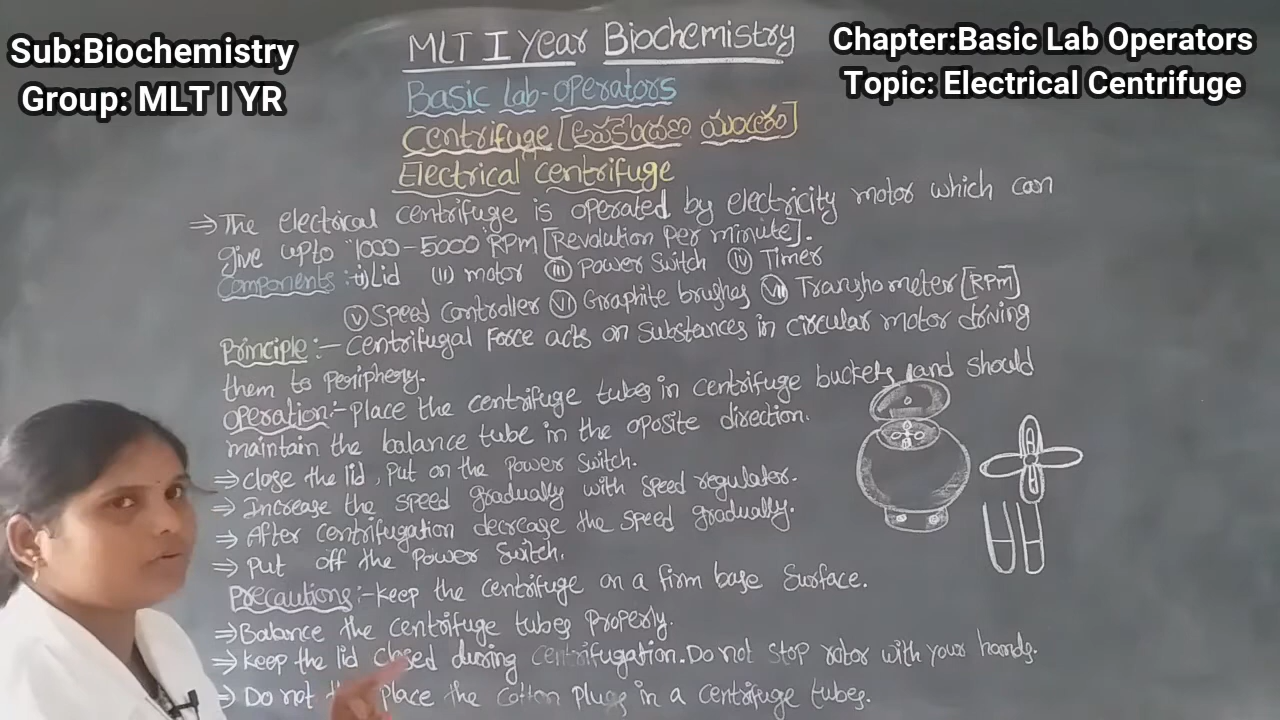 Sub:Biochemistry
Group: MLT I YR
Chapter:Basic Lab Operators
Topic: Electrical Centrifuge
MLT I Year Biochemistry
Basic Lab-operators
Centrifuge [అపకేంద్రణ యంత్రం]
Electrical centrifuge
⇒ The electrical centrifuge is operated by electricity motor which can
give upto 1000-5000 RPm [Revolution Per minute].
Components:- i) Lid (ii) motor (iii) Power Switch (iv) Timer
(V) Speed Controller (VI) Graphite brushes (VII) [RPm]
Principle:- Centrifugal Force acts on Substances in circular motor driving
them to Periphery.
Operation:- Place the centrifuge tubes in centrifuge buckets and should
maintain the balance tube in the oposite direction.
⇒ Close the lid, Put on the Power Switch.
⇒ Increase the speed gradually with speed regulator.
⇒ After centrifugation decrease the speed gradually.
⇒ Put off the Power Switch.
Precautions:- Keep the centrifuge on a firm base Surface.
⇒ Balance the centrifuge tubes Properly.
⇒ Keep the lid closed during centrifugation. Do not stop rotor with your hands.
⇒ Do not place the cotton plugs in a centrifuge tubes.